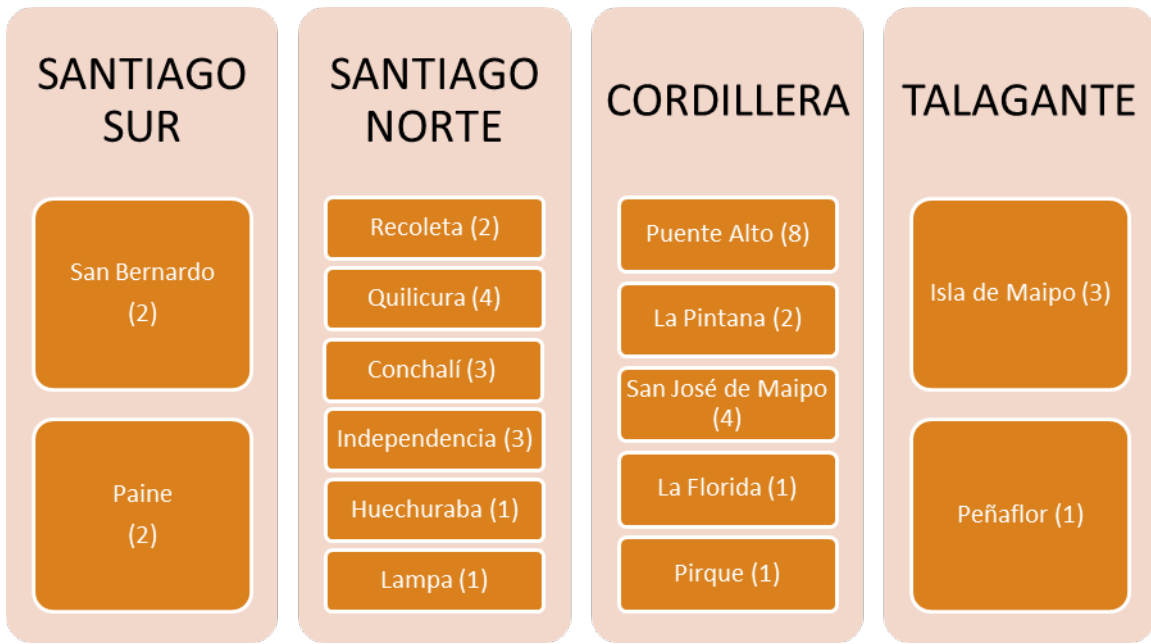 SANTIAGO
SUR
San Bernardo
(2)
Paine
(2)
SANTIAGO
NORTE
Recoleta (2)
Quilicura (4)
Conchalí (3)
Independencia (3)
Huechuraba (1)
Lampa (1)
CORDILLERA
Puente Alto (8)
La Pintana (2)
San José de Maipo
(4)
La Florida (1)
Pirque (1)
TALAGANTE
Isla de Maipo (3)
Peñaflor (1)